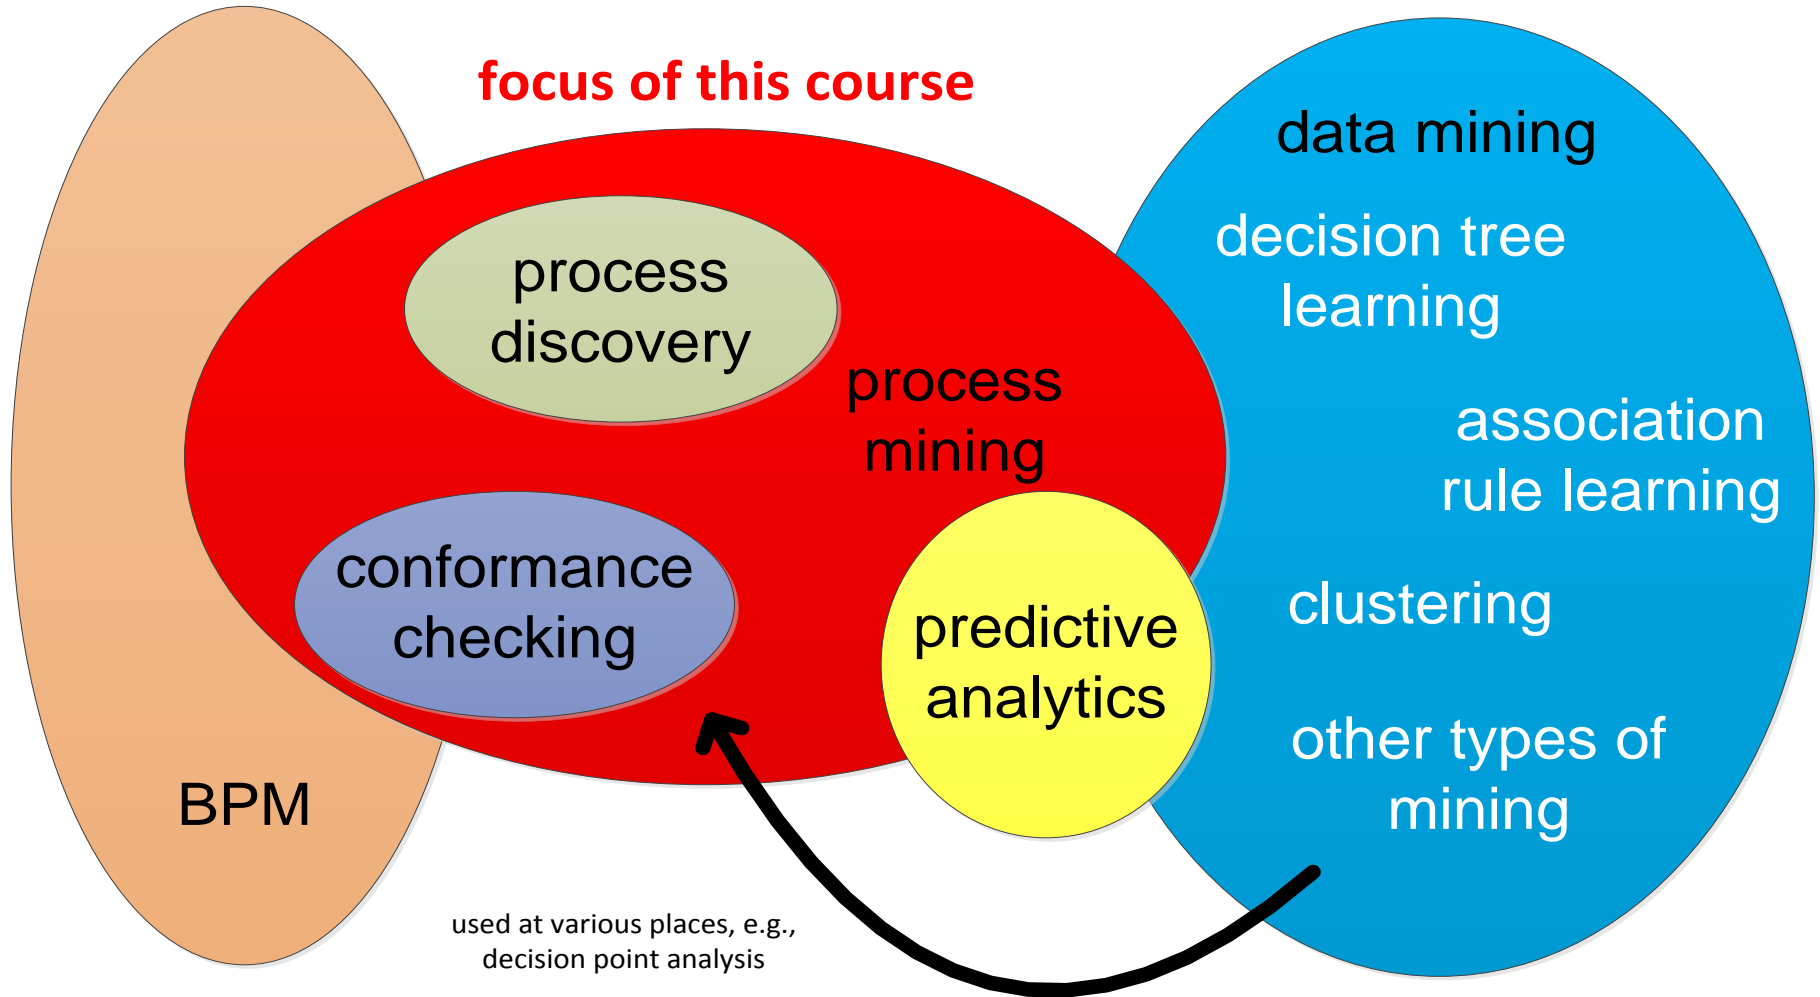 focus of this course
process
discovery
process
mining
conformance
checking
predictive
analytics
BPM
data mining
decision tree
learning
association
rule learning
clustering
other types of
mining
used at various places, e.g.,
decision point analysis